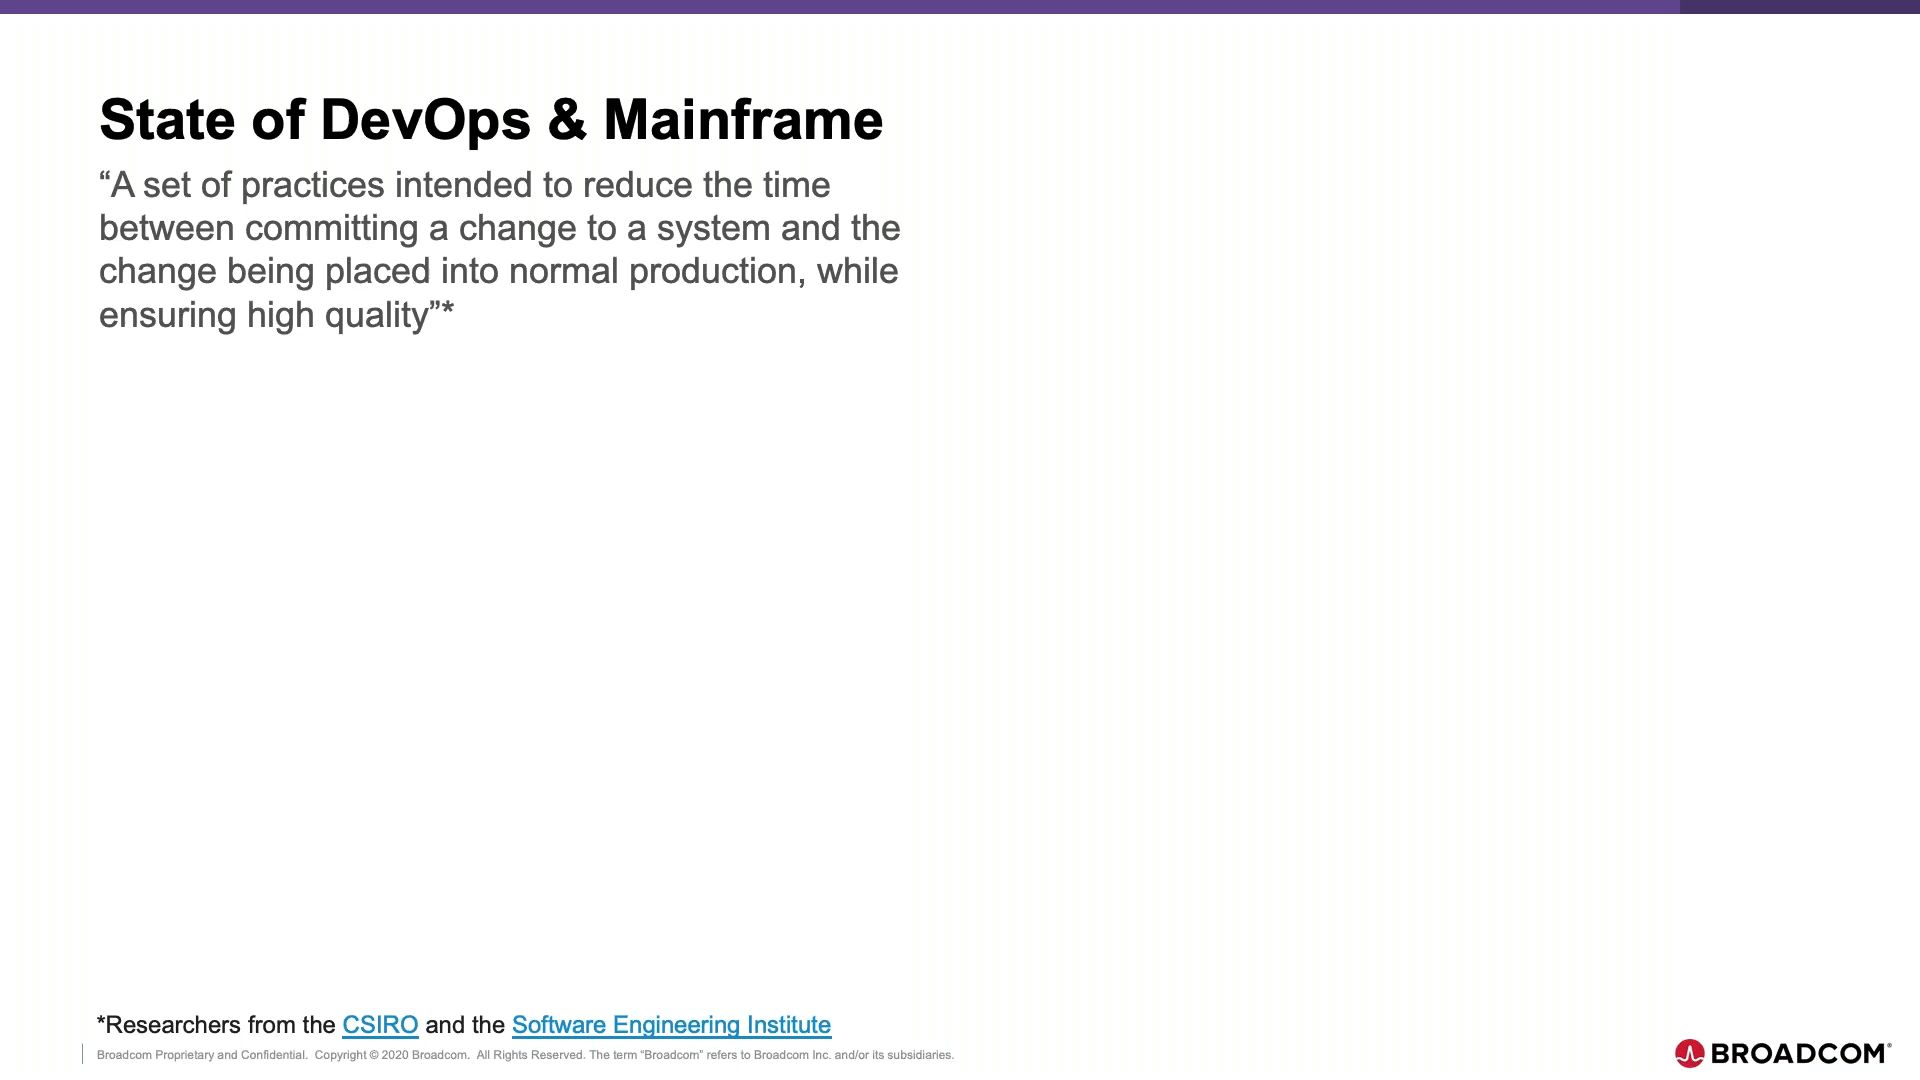 State of DevOps & Mainframe
“A set of practices intended to reduce the time
between committing a change to a system and the
change being placed into normal production, while
ensuring high quality”*
*Researchers from the CSIRO and the Software Engineering Institute
Broadcom Proprietary and Confidential.  Copyright © 2020 Broadcom.  All Rights Reserved. The term “Broadcom” refers to Broadcom Inc. and/or its subsidiaries.
BROADCOM®